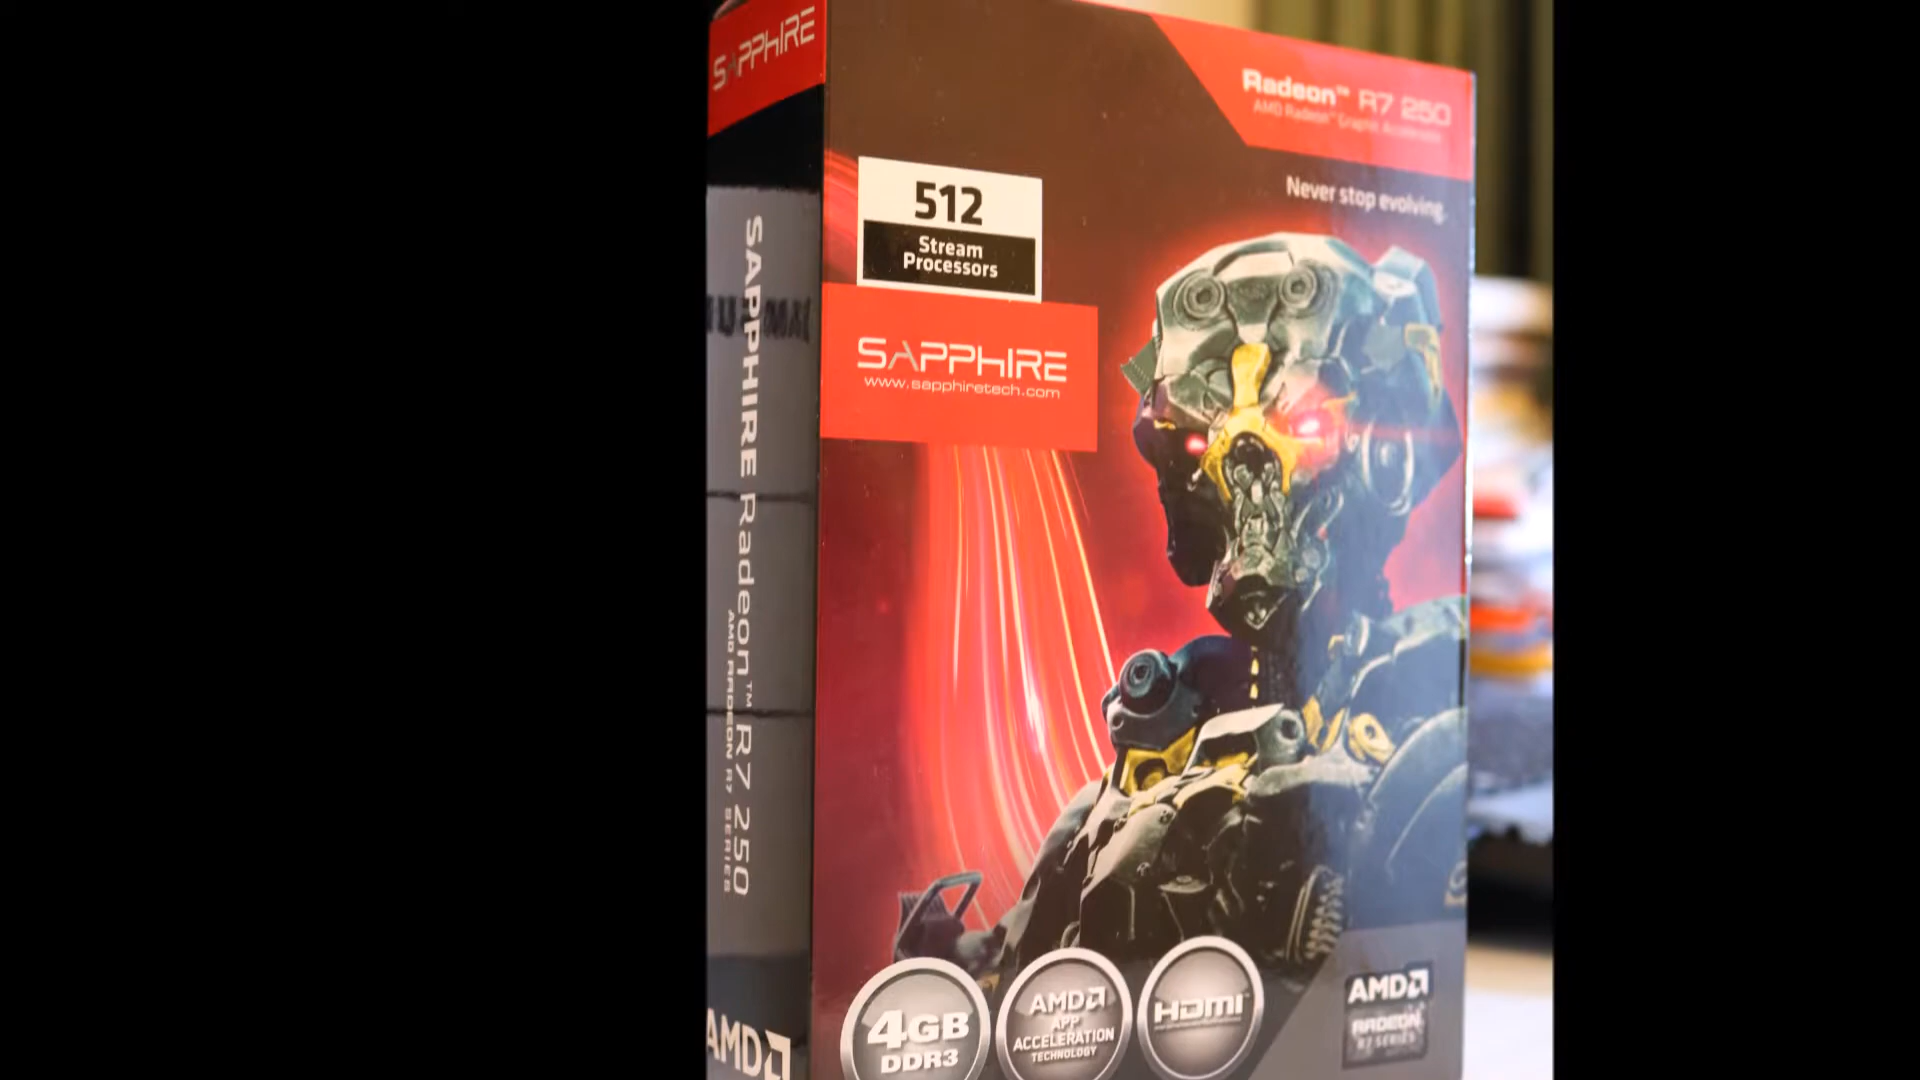 SAPPHIRE
Radeon™ R7 250
AMD Radeon™ Graphic Accelerator
Never stop evolving.
512
Stream
Processors
SAPPHIRE
www.sapphiretech.com
SAPPHIRE Radeon™ R7 250
AMD RADEON R7 SERIES
AMD
4GB
DDR3
AMD
APP
ACCELERATION
TECHNOLOGY
HDMI
AMD
RADEON
R7 SERIES